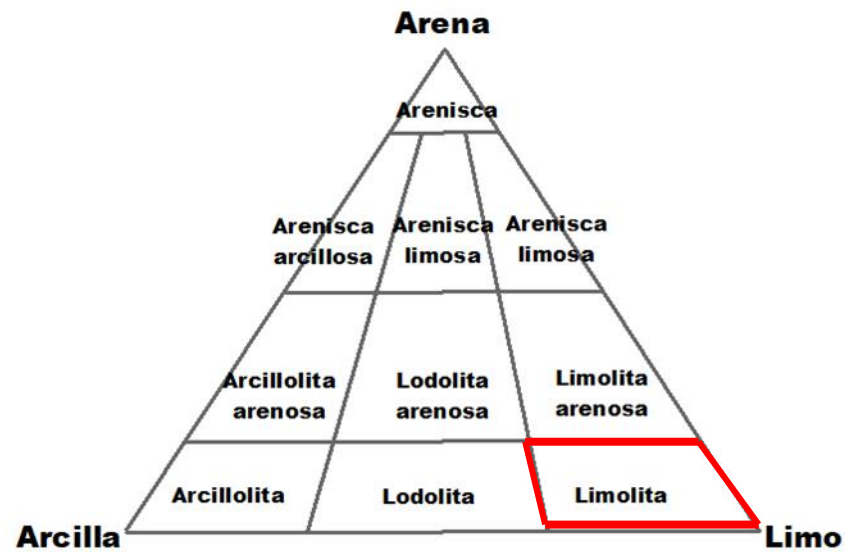 Arena
Arenisca
Arenisca Arenisca Arenisca
arcillosa limosa limosa
Arcillolita Lodolita Limolita
arenosa arenosa arenosa
Arcillolita Lodolita Limolita
Arcilla Limo